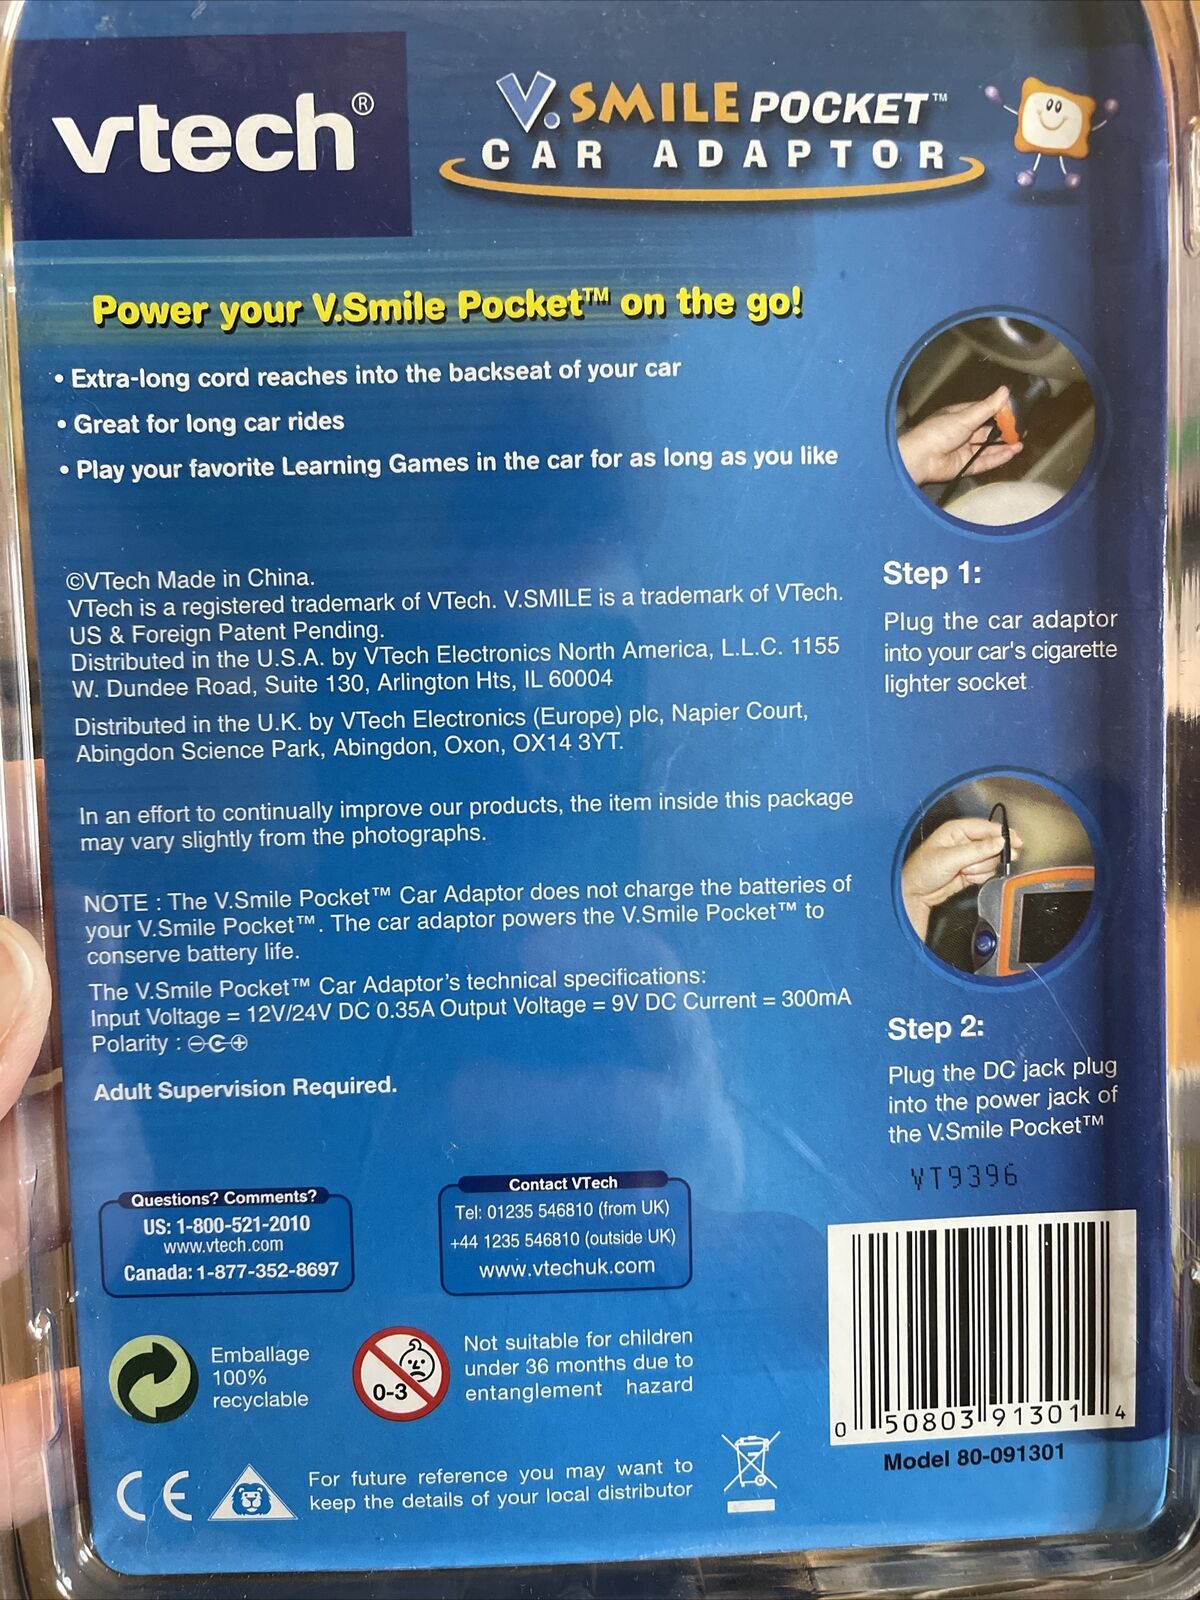 vtech®
V.SMILE POCKET™
CAR ADAPTOR
Power your V.Smile Pocket™ on the go!
• Extra-long cord reaches into the backseat of your car
• Great for long car rides
• Play your favorite Learning Games in the car for as long as you like
©VTech Made in China.
VTech is a registered trademark of VTech. V.SMILE is a trademark of VTech.
US & Foreign Patent Pending.
Distributed in the U.S.A. by VTech Electronics North America, L.L.C. 1155
W. Dundee Road, Suite 130, Arlington Hts, IL 60004
Distributed in the U.K. by VTech Electronics (Europe) plc, Napier Court,
Abingdon Science Park, Abingdon, Oxon, OX14 3YT.
In an effort to continually improve our products, the item inside this package
may vary slightly from the photographs.
NOTE : The V.Smile Pocket™ Car Adaptor does not charge the batteries of
your V.Smile Pocket™. The car adaptor powers the V.Smile Pocket™ to
conserve battery life.
The V.Smile Pocket™ Car Adaptor's technical specifications:
Input Voltage = 12V/24V DC 0.35A Output Voltage = 9V DC Current = 300mA
Polarity :
Adult Supervision Required.
Step 1:
Plug the car adaptor
into your car's cigarette
lighter socket
Step 2:
Plug the DC jack plug
into the power jack of
the V.Smile Pocket™
VT9396
Questions? Comments?
US: 1-800-521-2010
www.vtech.com
Canada: 1-877-352-8697
Contact VTech
Tel: 01235 546810 (from UK)
+44 1235 546810 (outside UK)
www.vtechuk.com
Emballage
100%
recyclable
0-3
Not suitable for children
under 36 months due to
entanglement hazard
CE
For future reference you may want to
keep the details of your local distributor
0 50803 91301 4
Model 80-091301